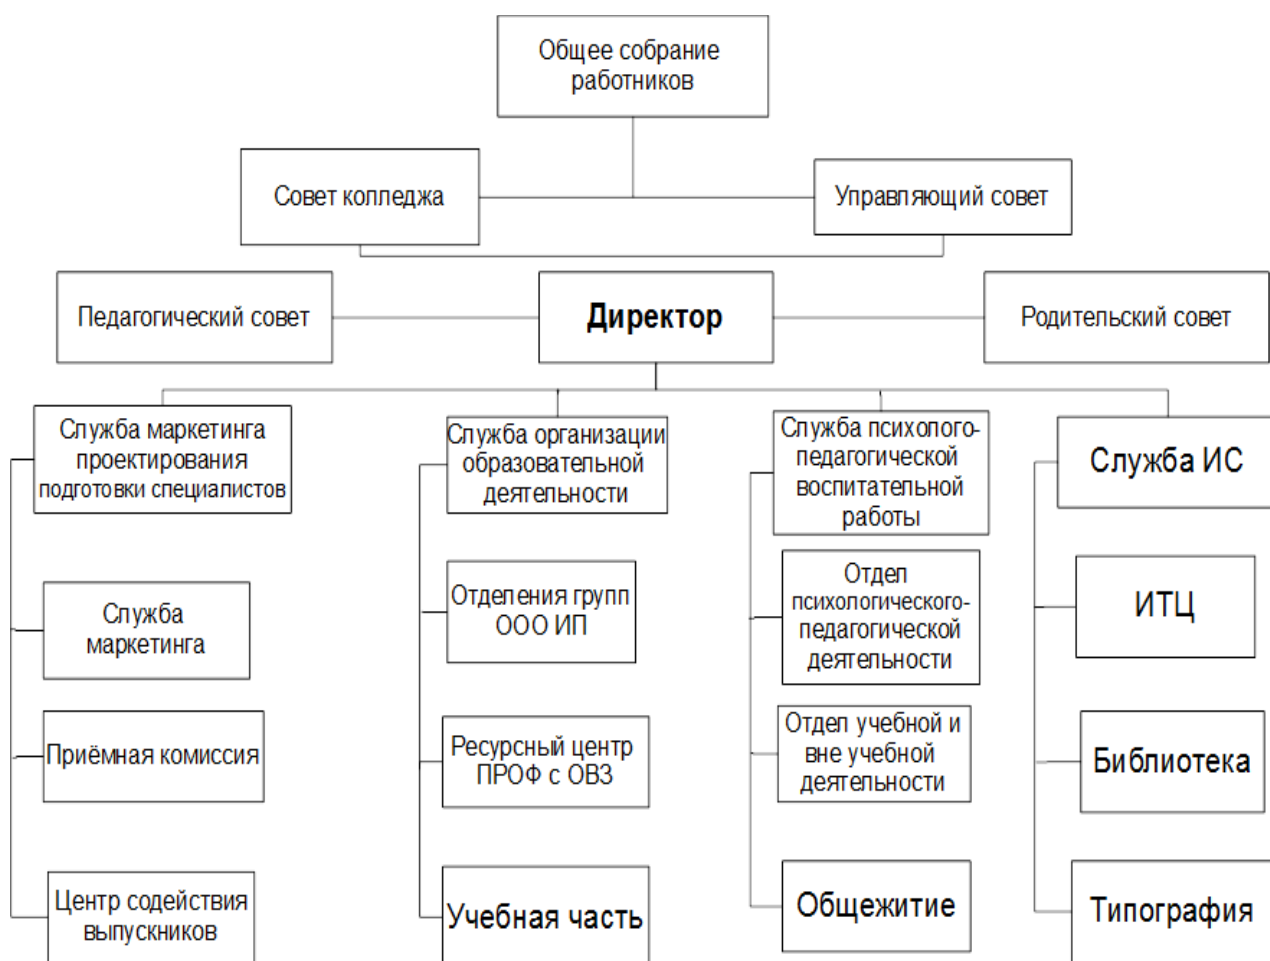 Общее собрание
работников
Совет колледжа
Управляющий совет
Педагогический совет
Директор
Родительский совет
Служба маркетинга
проектирования
подготовки специалистов
Служба организации
образовательной
деятельности
Служба психолого-
педагогической
воспитательной
работы
Служба ИС
Служба
маркетинга
Отделения групп
ООО ИП
Отдел
психологического-
педагогической
деятельности
ИТЦ
Приёмная комиссия
Ресурсный центр
ПРОФ с ОВЗ
Отдел учебной и
вне учебной
деятельности
Библиотека
Центр содействия
выпускников
Учебная часть
Общежитие
Типография